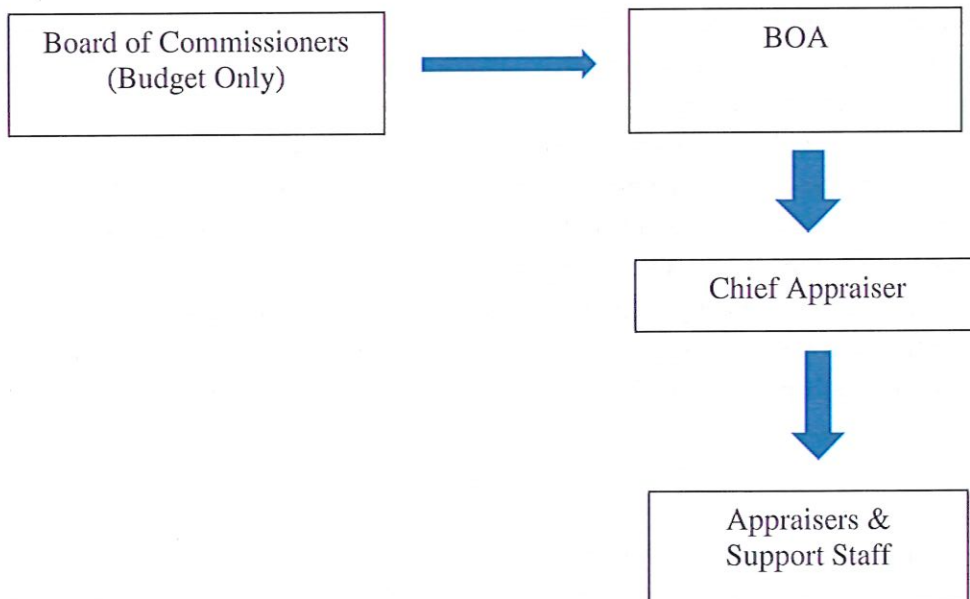 Board of Commissioners
(Budget Only)
BOA
Chief Appraiser
Appraisers &
Support Staff